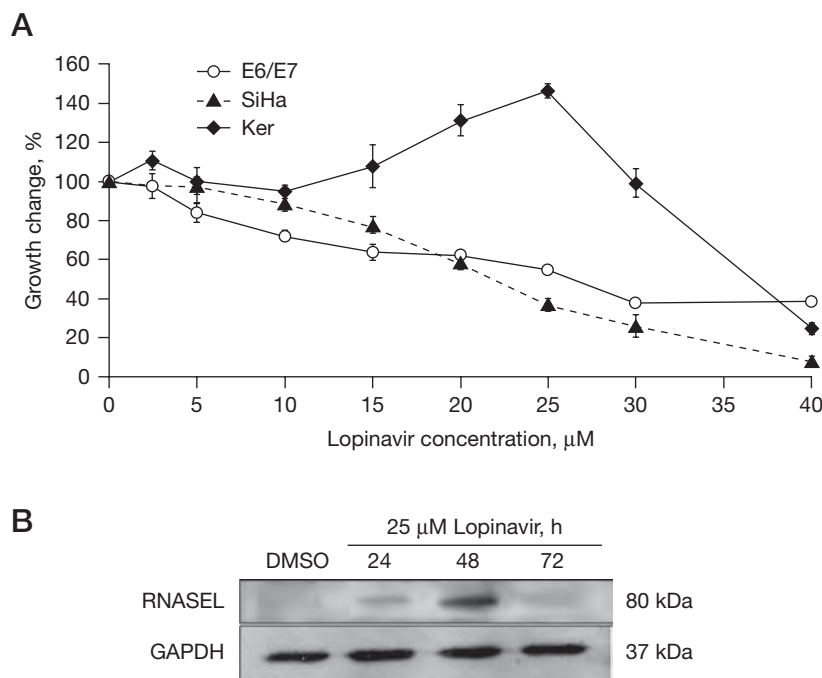 A
E6/E7
SiHa
Ker
Growth change, %
160
140
120
100
80
60
40
20
0
0 5 10 15 20 25 30 35 40
Lopinavir concentration, μM
B
25 μM Lopinavir, h
DMSO 24 48 72
RNASEL 80 kDa
GAPDH 37 kDa